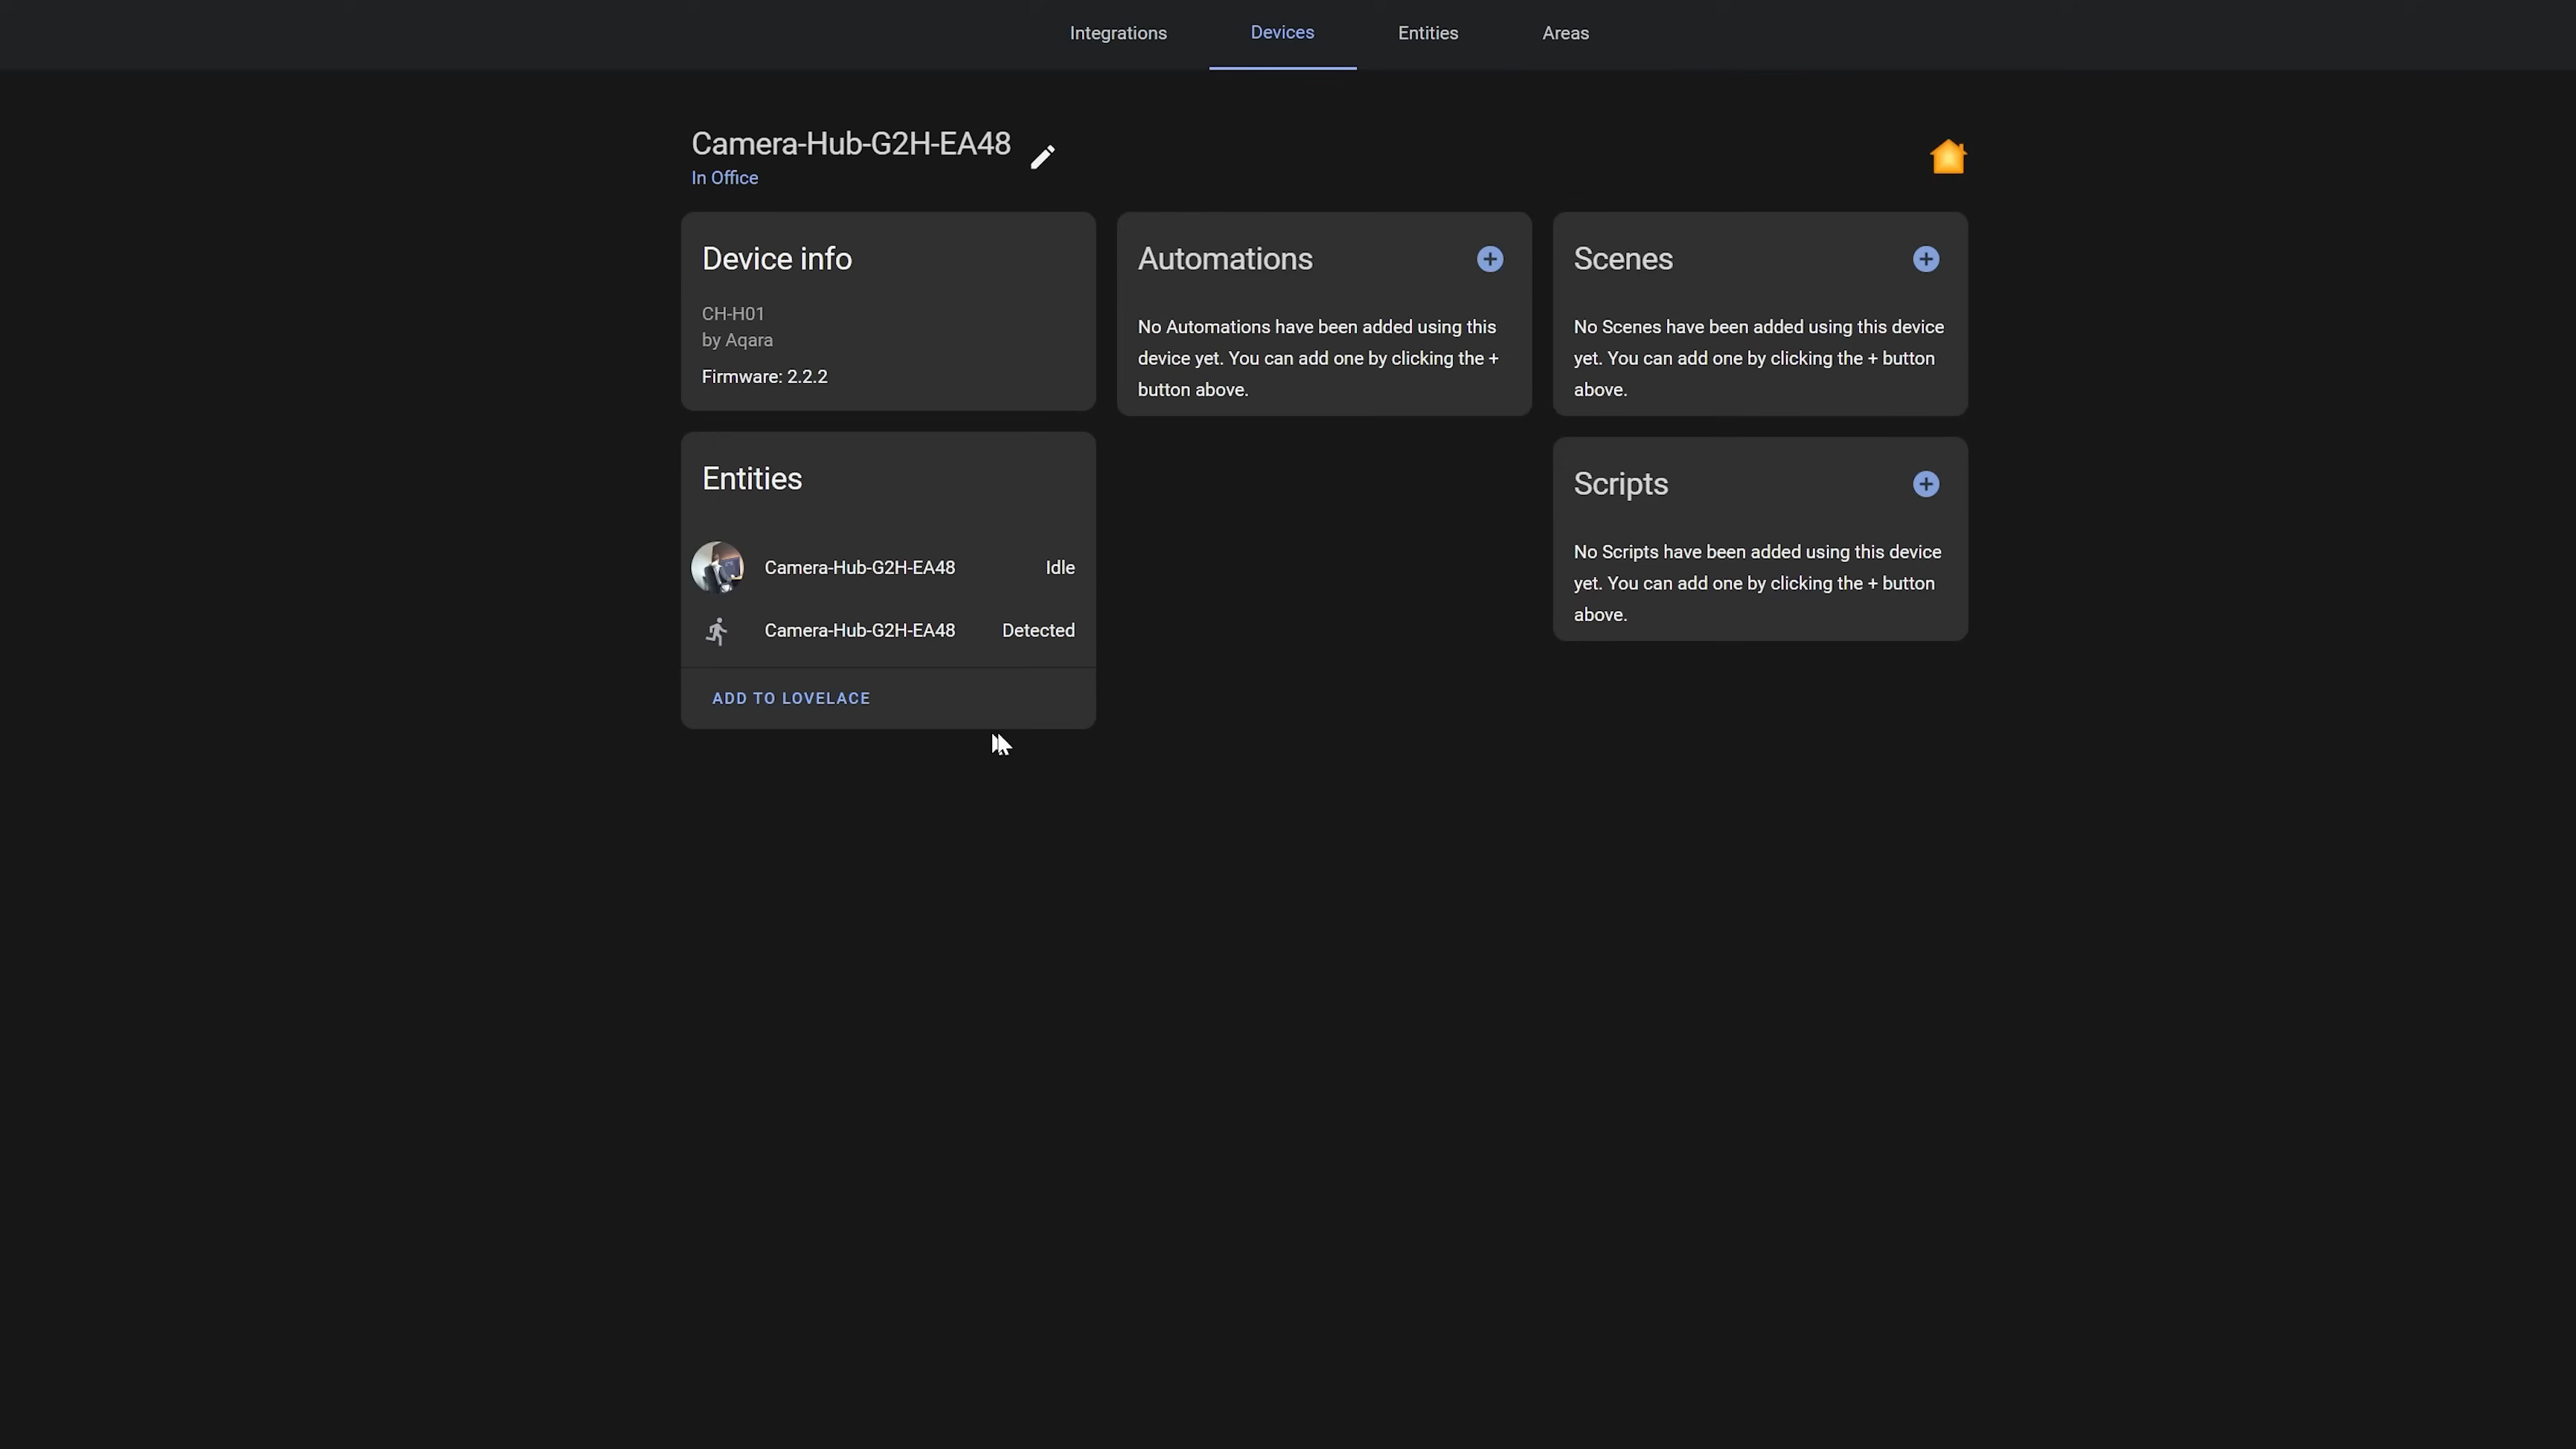 Integrations
Devices
Entities
Areas
Camera-Hub-G2H-EA48
In Office
Device info
CH-H01
by Aqara
Firmware: 2.2.2
Entities
Camera-Hub-G2H-EA48 Idle
Camera-Hub-G2H-EA48 Detected
ADD TO LOVELACE
Automations
No Automations have been added using this
device yet. You can add one by clicking the +
button above.
Scenes
No Scenes have been added using this device
yet. You can add one by clicking the + button
above.
Scripts
No Scripts have been added using this device
yet. You can add one by clicking the + button
above.